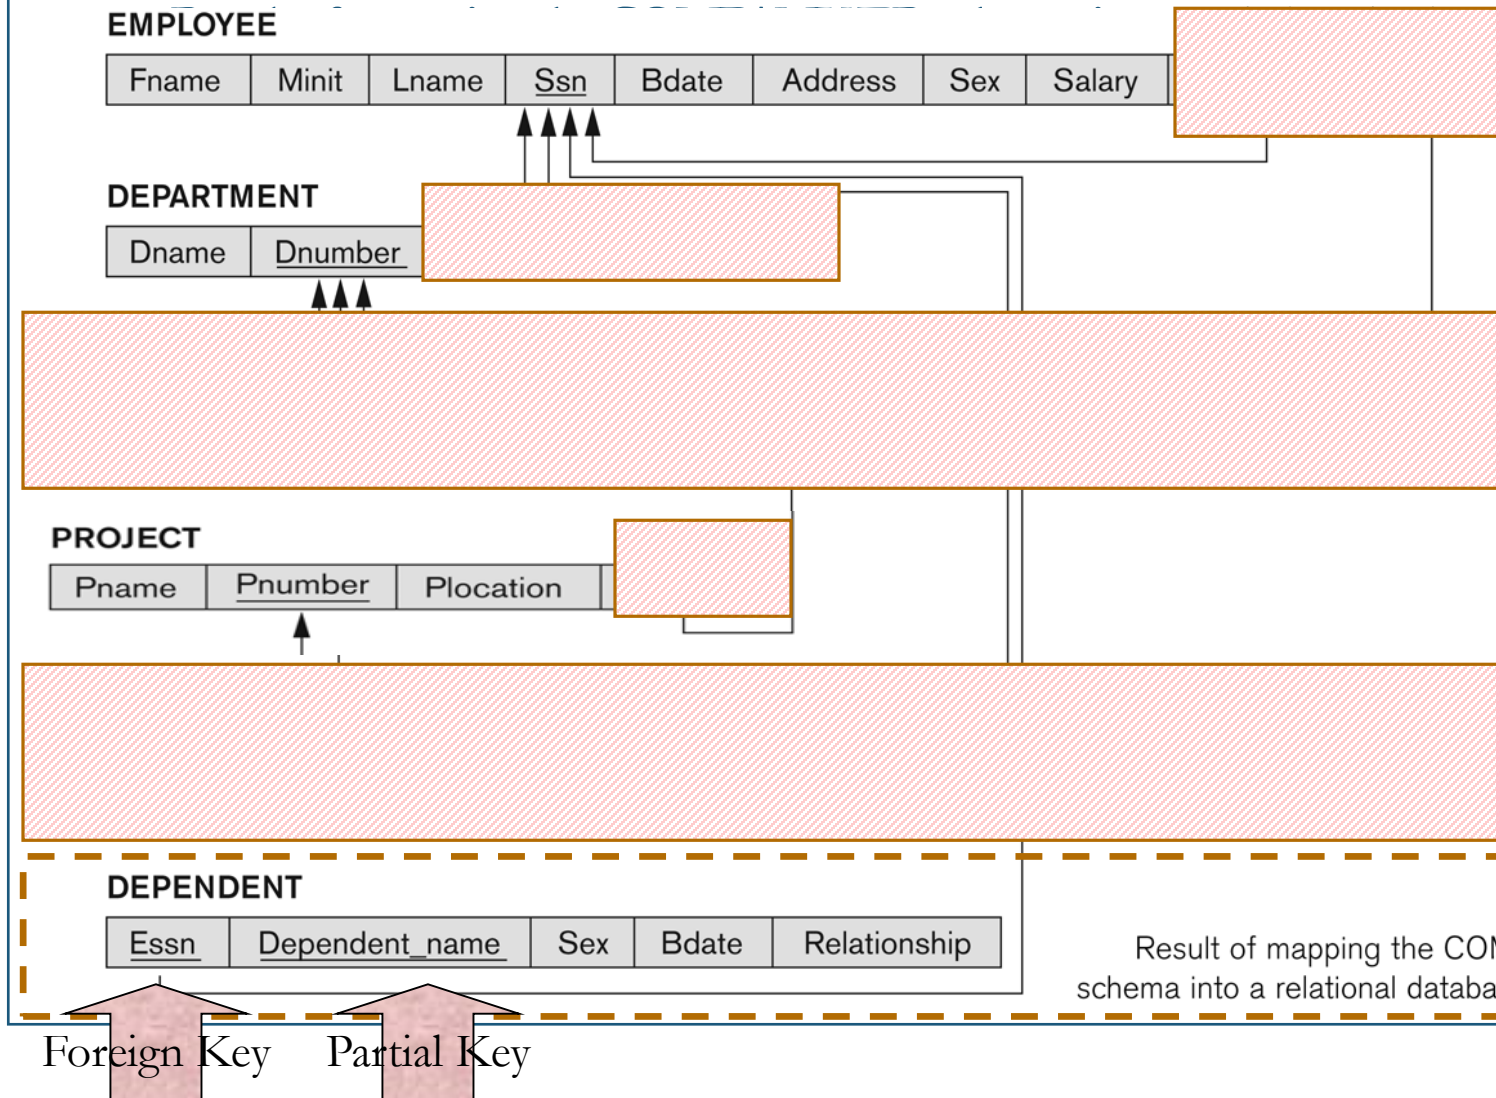 EMPLOYEE
Fname Minit Lname Ssn Bdate Address Sex Salary
DEPARTMENT
Dname Dnumber
PROJECT
Pname Pnumber Plocation
DEPENDENT
Essn Dependent_name Sex Bdate Relationship
Result of mapping the
schema into a relational
Foreign Key Partial Key